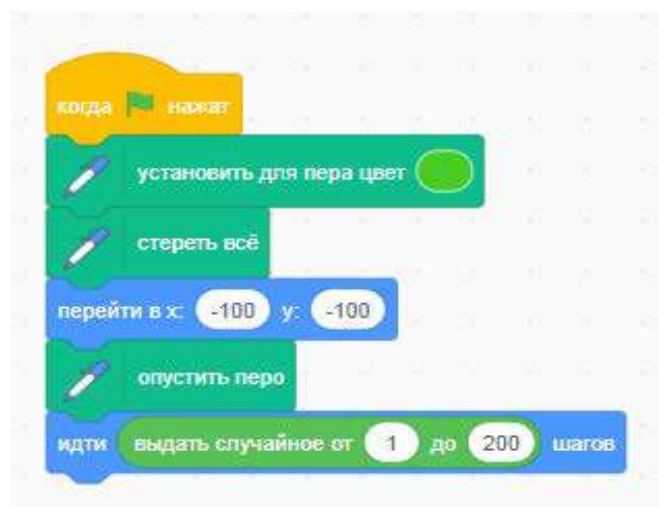 когда нажат
установить для пера цвет
стереть всё
перейти в x: -100 y: -100
опустить перо
идти выдать случайное от 1 до 200 шагов